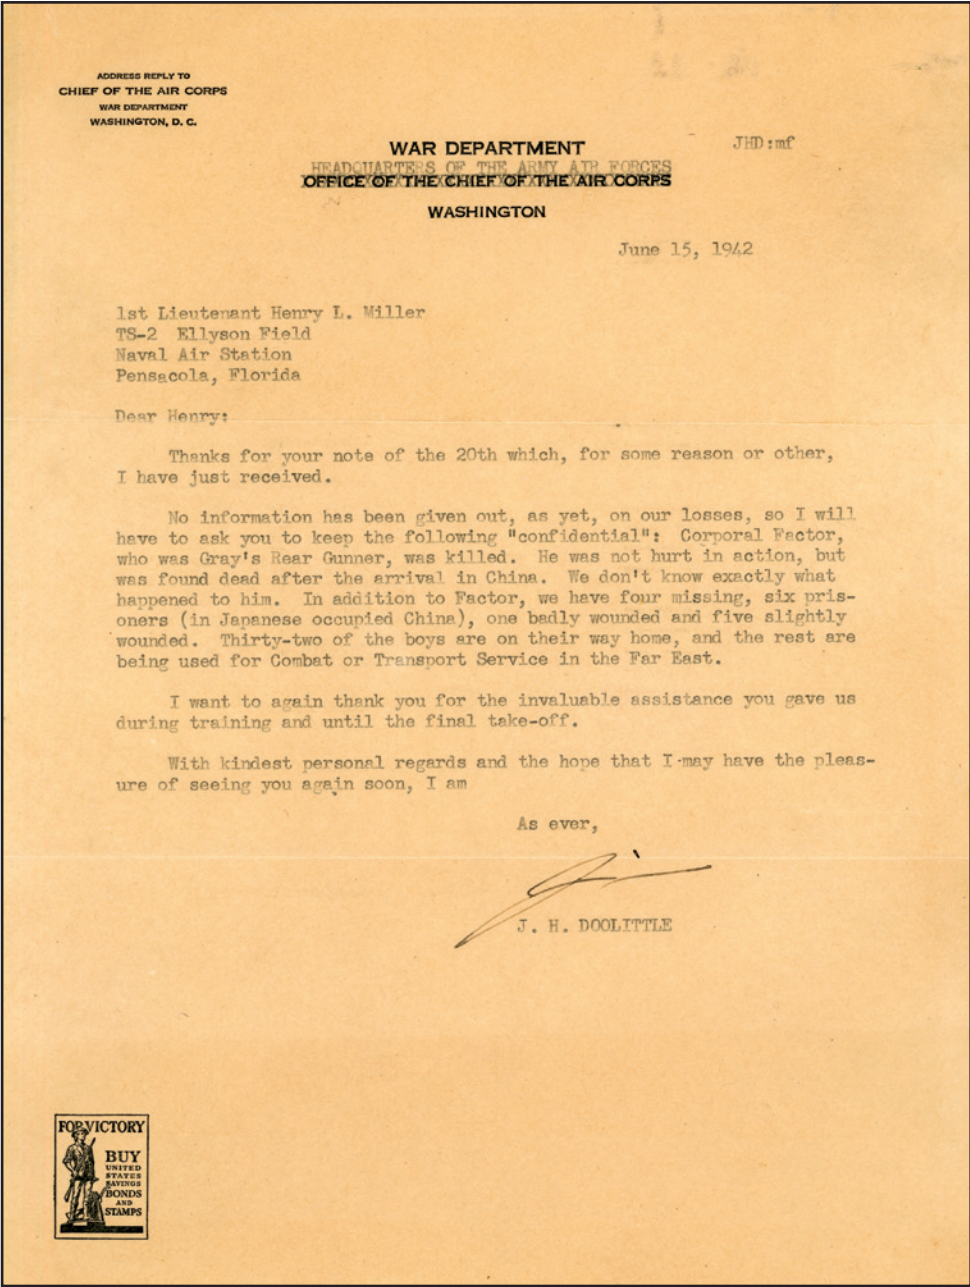 ADDRESS REPLY TO
CHIEF OF THE AIR CORPS
WAR DEPARTMENT
WASHINGTON, D. C.
WAR DEPARTMENT
JHD:mf
HEADQUARTERS OF THE ARMY AIR FORCES
OFFICE OF THE CHIEF OF THE AIR CORPS
WASHINGTON
June 15, 1942
1st Lieutenant Henry L. Miller
TS-2 Ellyson Field
Naval Air Station
Pensacola, Florida
Dear Henry:
Thanks for your note of the 20th which, for some reason or other,
I have just received.
No information has been given out, as yet, on our losses, so I will
have to ask you to keep the following "confidential": Corporal Factor,
who was Gray's Rear Gunner, was killed. He was not hurt in action, but
was found dead after the arrival in China. We don't know exactly what
happened to him. In addition to Factor, we have four missing, six pris-
oners (in Japanese occupied China), one badly wounded and five slightly
wounded. Thirty-two of the boys are on their way home, and the rest are
being used for Combat or Transport Service in the Far East.
I want to again thank you for the invaluable assistance you gave us
during training and until the final take-off.
With kindest personal regards and the hope that I may have the pleas-
ure of seeing you again soon, I am
As ever,
Jim
J. H. DOOLITTLE
FOR VICTORY
BUY
UNITED
STATES
SAVINGS
BONDS
AND
STAMPS